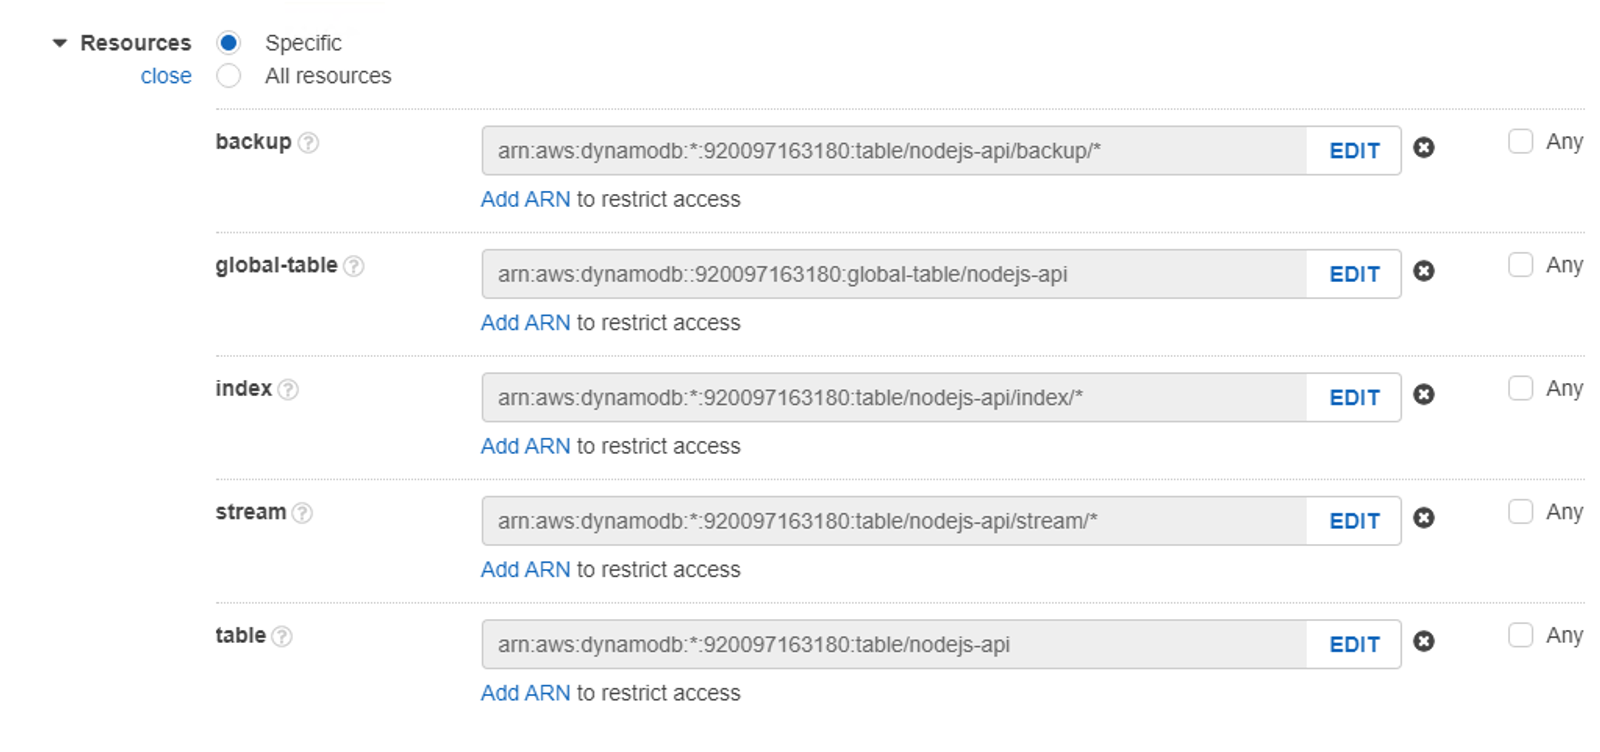 Resources Specific
close All resources
backup ? arn:aws:dynamodb:*:920097163180:table/nodejs-api/backup/* EDIT Any
Add ARN to restrict access
global-table ? arn:aws:dynamodb::920097163180:global-table/nodejs-api EDIT Any
Add ARN to restrict access
index ? arn:aws:dynamodb:*:920097163180:table/nodejs-api/index/* EDIT Any
Add ARN to restrict access
stream ? arn:aws:dynamodb:*:920097163180:table/nodejs-api/stream/* EDIT Any
Add ARN to restrict access
table ? arn:aws:dynamodb:*:920097163180:table/nodejs-api EDIT Any
Add ARN to restrict access